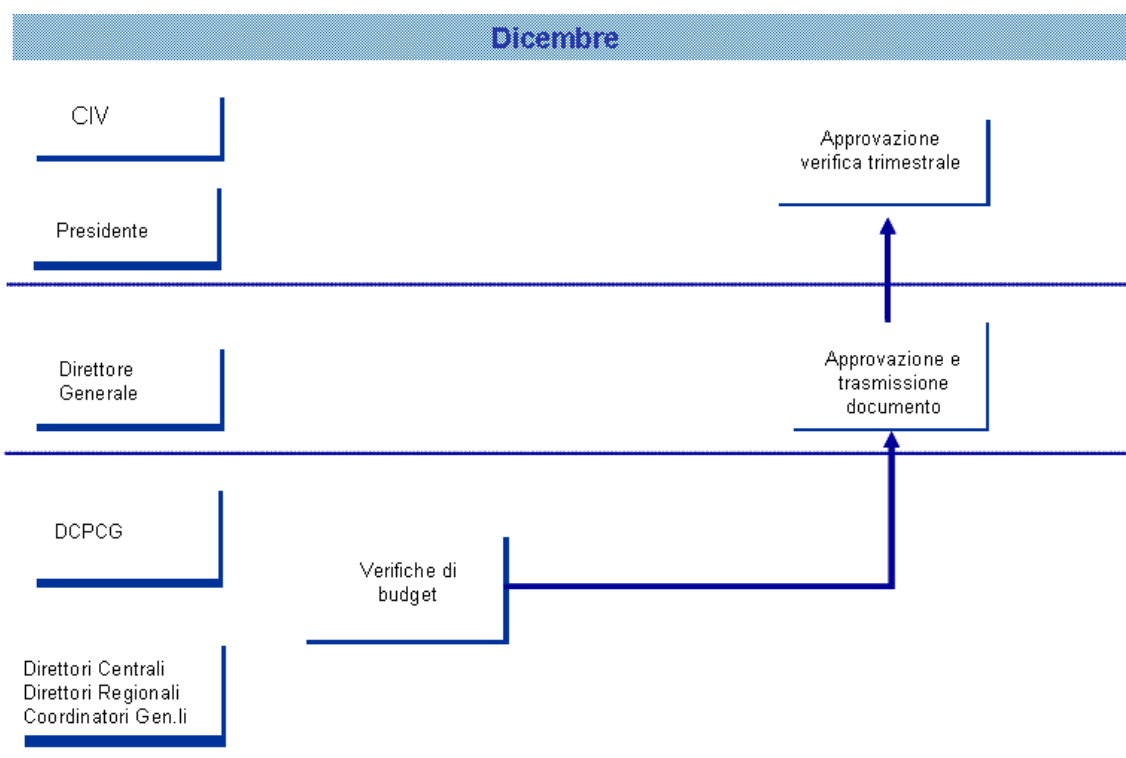 Dicembre
CIV
Approvazione
verifica trimestrale
Presidente
Direttore
Generale
Approvazione e
trasmissione
documento
DCPCG
Verifiche di
budget
Direttori Centrali
Direttori Regionali
Coordinatori Gen.li